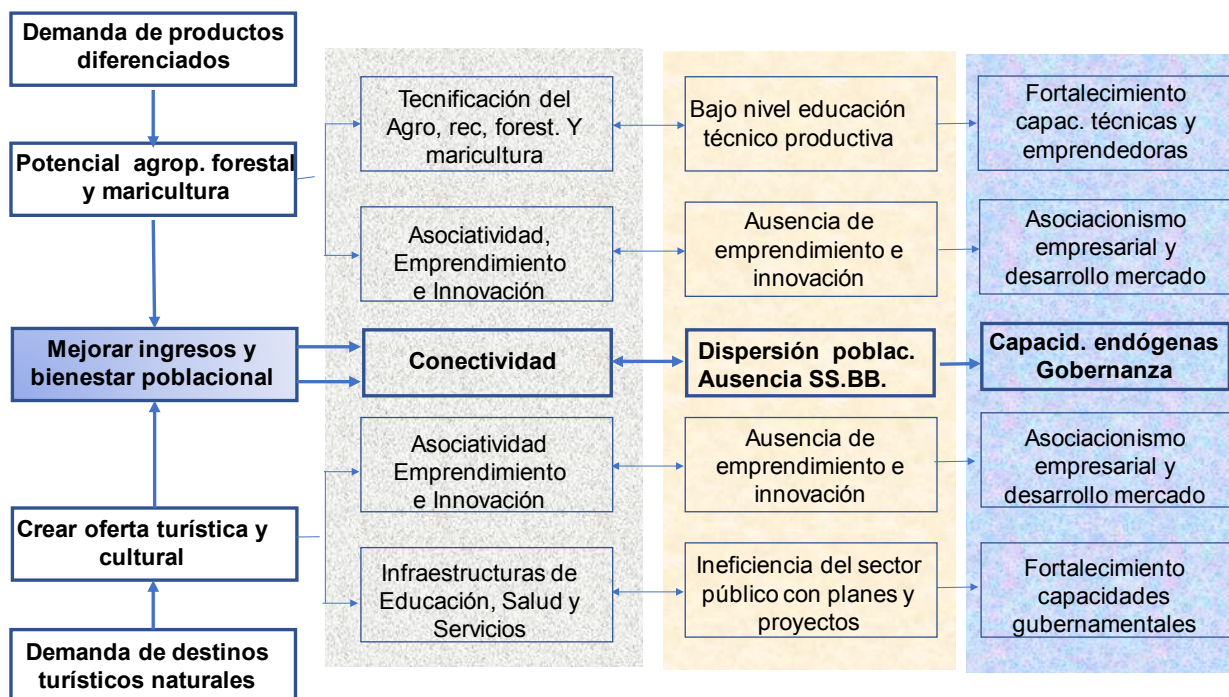 Demanda de productos
diferenciados
Potencial agrop. forestal
y maricultura
Mejorar ingresos y
bienestar poblacional
Crear oferta turística y
cultural
Demanda de destinos
turísticos naturales
Tecnificación del
Agro, rec, forest. Y
maricultura
Asociatividad,
Emprendimiento
e Innovación
Conectividad
Asociatividad
Emprendimiento
e Innovación
Infraestructuras de
Educación, Salud y
Servicios
Bajo nivel educación
técnico productiva
Ausencia de
emprendimiento e
innovación
Dispersión poblac.
Ausencia SS.BB.
Ausencia de
emprendimiento e
innovación
Ineficiencia del sector
público con planes y
proyectos
Fortalecimiento
capac. técnicas y
emprendedoras
Asociacionismo
empresarial y
desarrollo mercado
Capacid. endógenas
Gobernanza
Asociacionismo
empresarial y
desarrollo mercado
Fortalecimiento
capacidades
gubernamentales